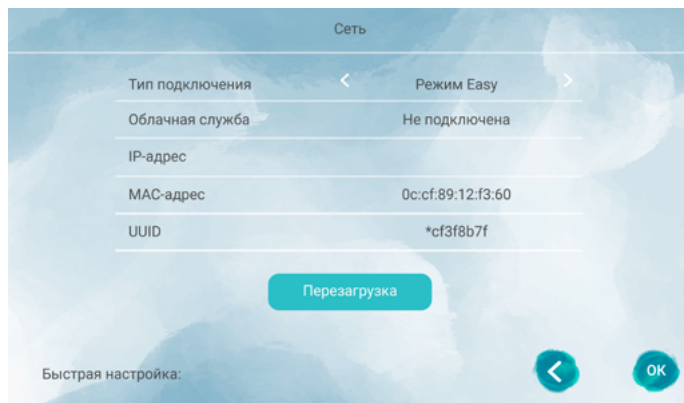 Сеть
Тип подключения < Режим Easy >
Облачная служба Не подключена
IP-адрес
MAC-адрес 0c:cf:89:12:f3:60
UUID *cf3f8b7f
Перезагрузка
Быстрая настройка: < OK